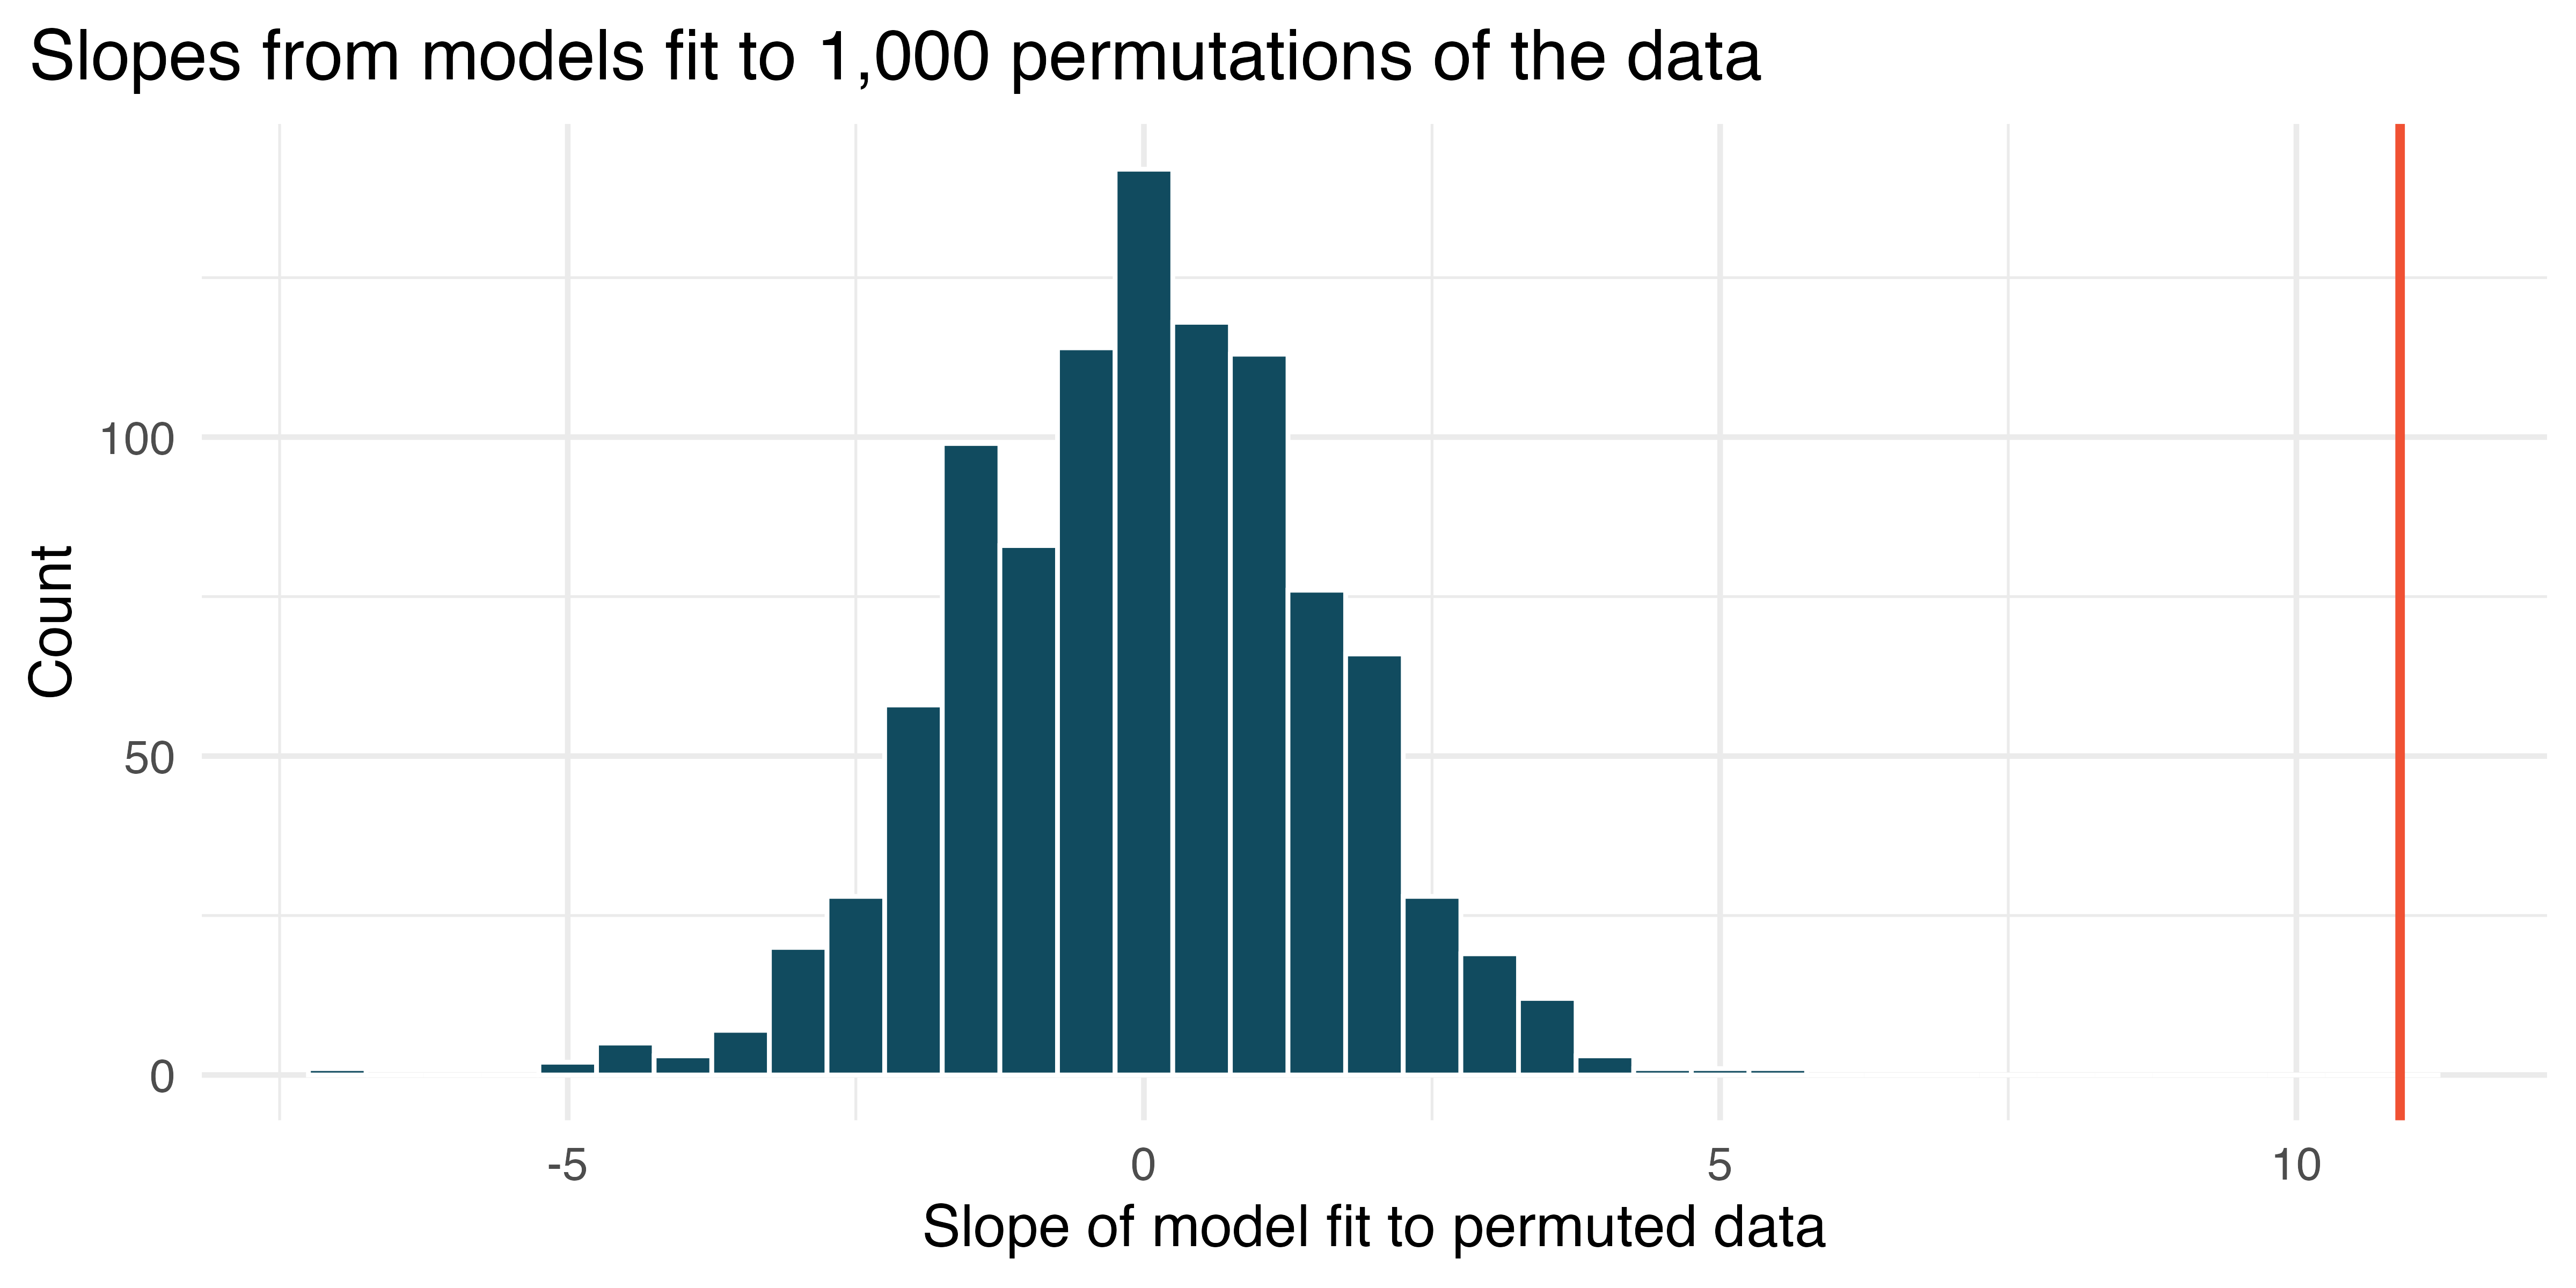 Slopes from models fit to 1,000 permutations of the data
Count
100
50
0
-5
0
5
10
Slope of model fit to permuted data